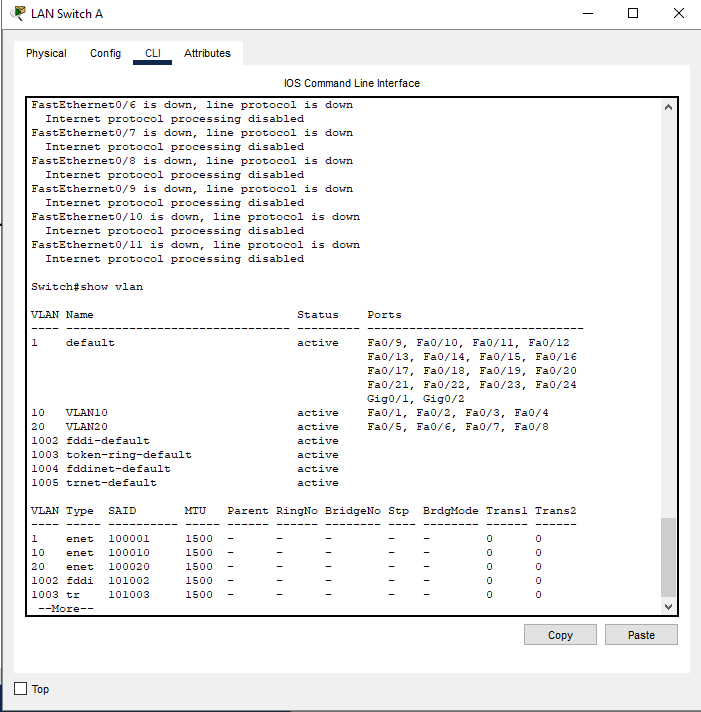 LAN Switch A
Physical Config CLI Attributes
IOS Command Line Interface
FastEthernet0/6 is down, line protocol is down
  Internet protocol processing disabled
FastEthernet0/7 is down, line protocol is down
  Internet protocol processing disabled
FastEthernet0/8 is down, line protocol is down
  Internet protocol processing disabled
FastEthernet0/9 is down, line protocol is down
  Internet protocol processing disabled
FastEthernet0/10 is down, line protocol is down
  Internet protocol processing disabled
FastEthernet0/11 is down, line protocol is down
  Internet protocol processing disabled
Switch#show vlan
VLAN Name                             Status    Ports
---- -------------------------------- --------- -------------------------------
1    default                          active    Fa0/9, Fa0/10, Fa0/11, Fa0/12
                                                Fa0/13, Fa0/14, Fa0/15, Fa0/16
                                                Fa0/17, Fa0/18, Fa0/19, Fa0/20
                                                Fa0/21, Fa0/22, Fa0/23, Fa0/24
                                                Gig0/1, Gig0/2
10   VLAN10                           active    Fa0/1, Fa0/2, Fa0/3, Fa0/4
20   VLAN20                           active    Fa0/5, Fa0/6, Fa0/7, Fa0/8
1002 fddi-default                     active
1003 token-ring-default               active
1004 fddinet-default                  active
1005 trnet-default                    active
VLAN Type  SAID       MTU   Parent RingNo BridgeNo Stp  BrdgMode Trans1 Trans2
---- ----- ---------- ----- ------ ------ -------- ---- -------- ------ ------
1    enet  100001     1500  -      -      -        -    -        0      0
10   enet  100010     1500  -      -      -        -    -        0      0
20   enet  100020     1500  -      -      -        -    -        0      0
1002 fddi  101002     1500  -      -      -        -    -        0      0
1003 tr    101003     1500  -      -      -        -    -        0      0
 --More--
Copy Paste
Top